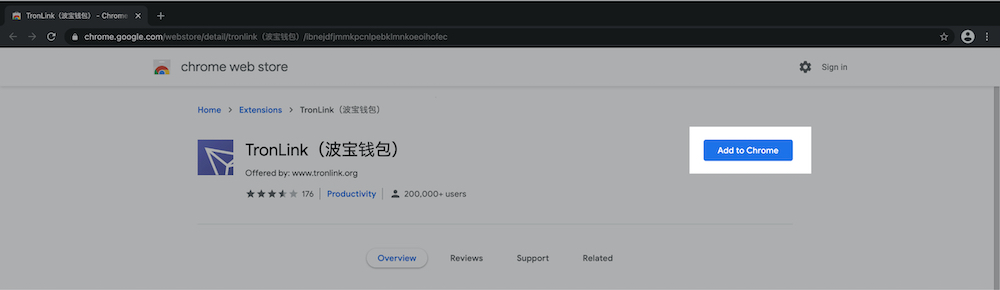 TronLink（波宝钱包） - Chrome
chrome.google.com/webstore/detail/tronlink（波宝钱包）/ibnejdfjmmkpcnlpebklmnkoeoihofec
chrome web store
Sign in
Home > Extensions > TronLink（波宝钱包）
TronLink（波宝钱包）
Add to Chrome
Offered by: www.tronlink.org
176 | Productivity | 200,000+ users
Overview Reviews Support Related